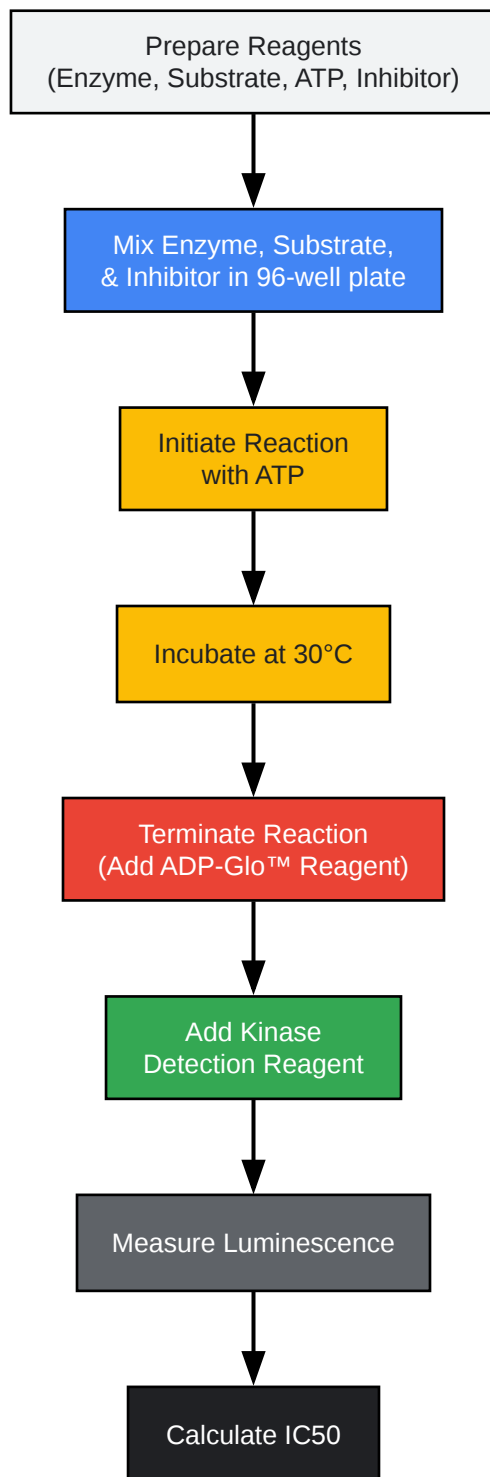 Prepare Reagents
(Enzyme, Substrate, ATP, Inhibitor)
Mix Enzyme, Substrate,
& Inhibitor in 96-well plate
Initiate Reaction
with ATP
Incubate at 30°C
Terminate Reaction
(Add ADP-Glo™ Reagent)
Add Kinase
Detection Reagent
Measure Luminescence
Calculate IC50